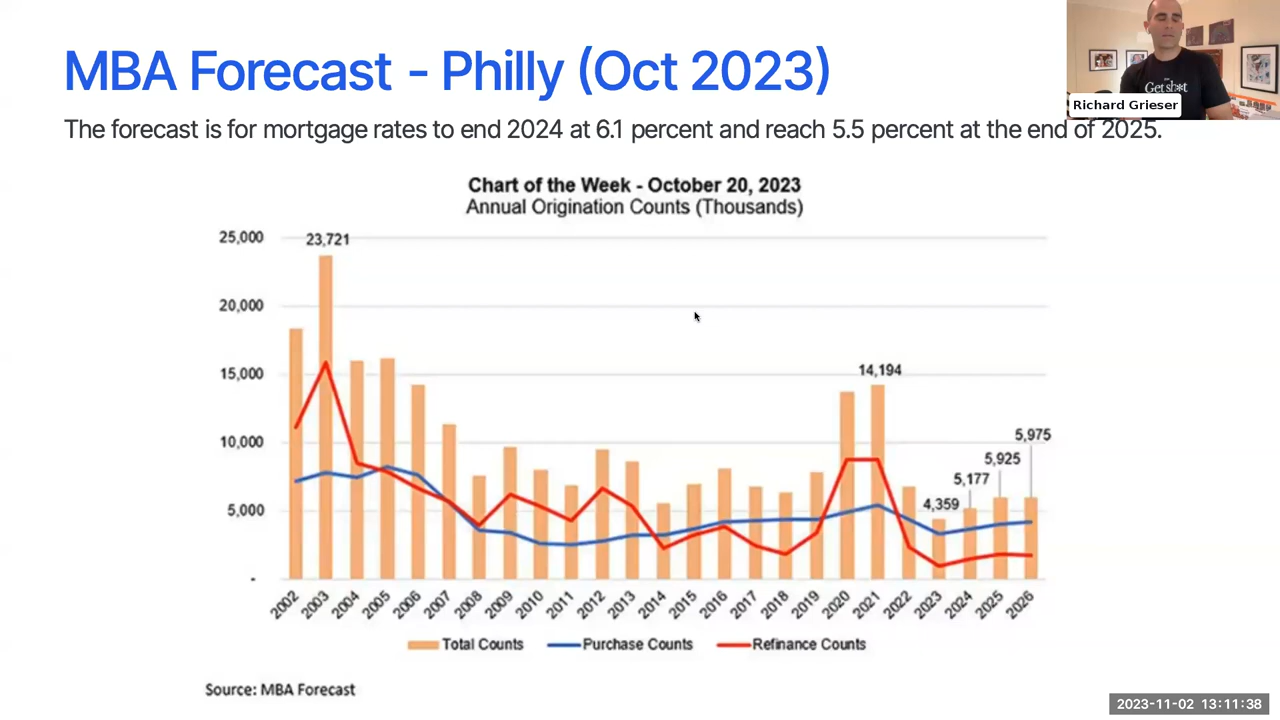 MBA Forecast - Philly (Oct 2023)
Get sh*t
Richard Grieser
The forecast is for mortgage rates to end 2024 at 6.1 percent and reach 5.5 percent at the end of 2025.
Chart of the Week - October 20, 2023
Annual Origination Counts (Thousands)
25,000
23,721
20,000
15,000
14,194
10,000
5,975
5,925
5,177
5,000
4,359
-
2002 2003 2004 2005 2006 2007 2008 2009 2010 2011 2012 2013 2014 2015 2016 2017 2018 2019 2020 2021 2022 2023 2024 2025 2026
Total Counts Purchase Counts Refinance Counts
Source: MBA Forecast
2023-11-02 13:11:38